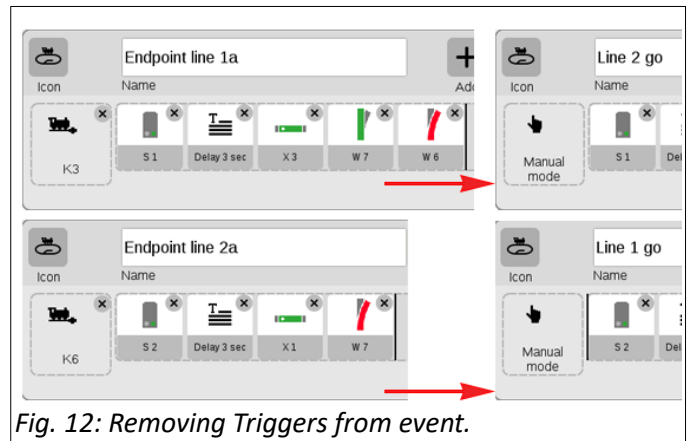 Endpoint line 1a
Icon Name Add
K3
S 1 Delay 3 sec X 3 W 7 W 6
Line 2 go
Icon Name
Manual
mode
S 1
Endpoint line 2a
Icon Name
K6
S 2 Delay 3 sec X 1 W 7
Line 1 go
Icon Name
Manual
mode
S 2
Fig. 12: Removing Triggers from event.